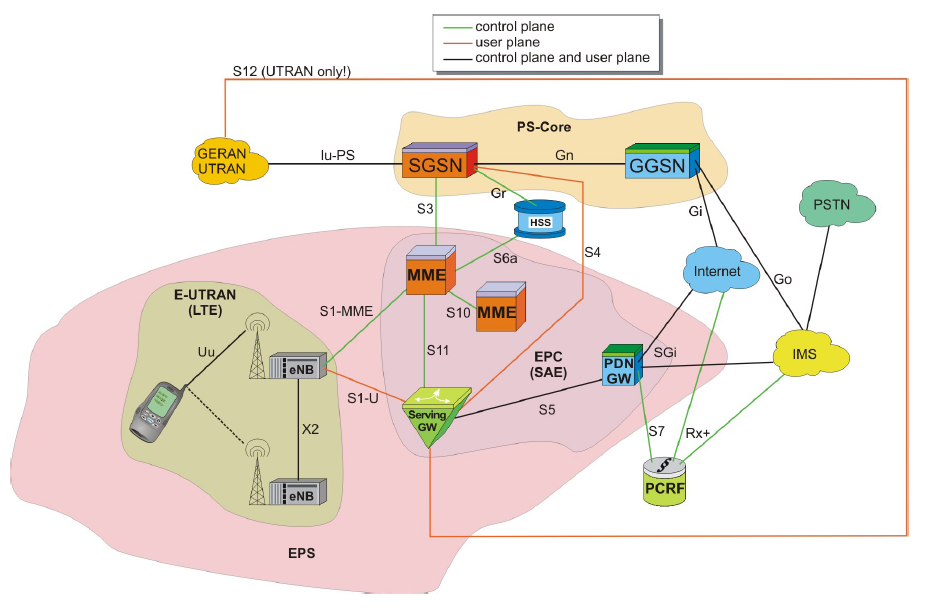 control plane
user plane
control plane and user plane
S12 (UTRAN only!)
PS-Core
GERAN
UTRAN
Iu-PS
SGSN
Gn
GGSN
Gr
HSS
S3
Gi
PSTN
S6a
S4
Internet
Go
MME
E-UTRAN
(LTE)
S1-MME
S10
MME
Uu
eNB
S11
EPC
(SAE)
PDN
GW
SGi
IMS
S1-U
Serving
GW
S5
X2
S7
Rx+
eNB
PCRF
EPS